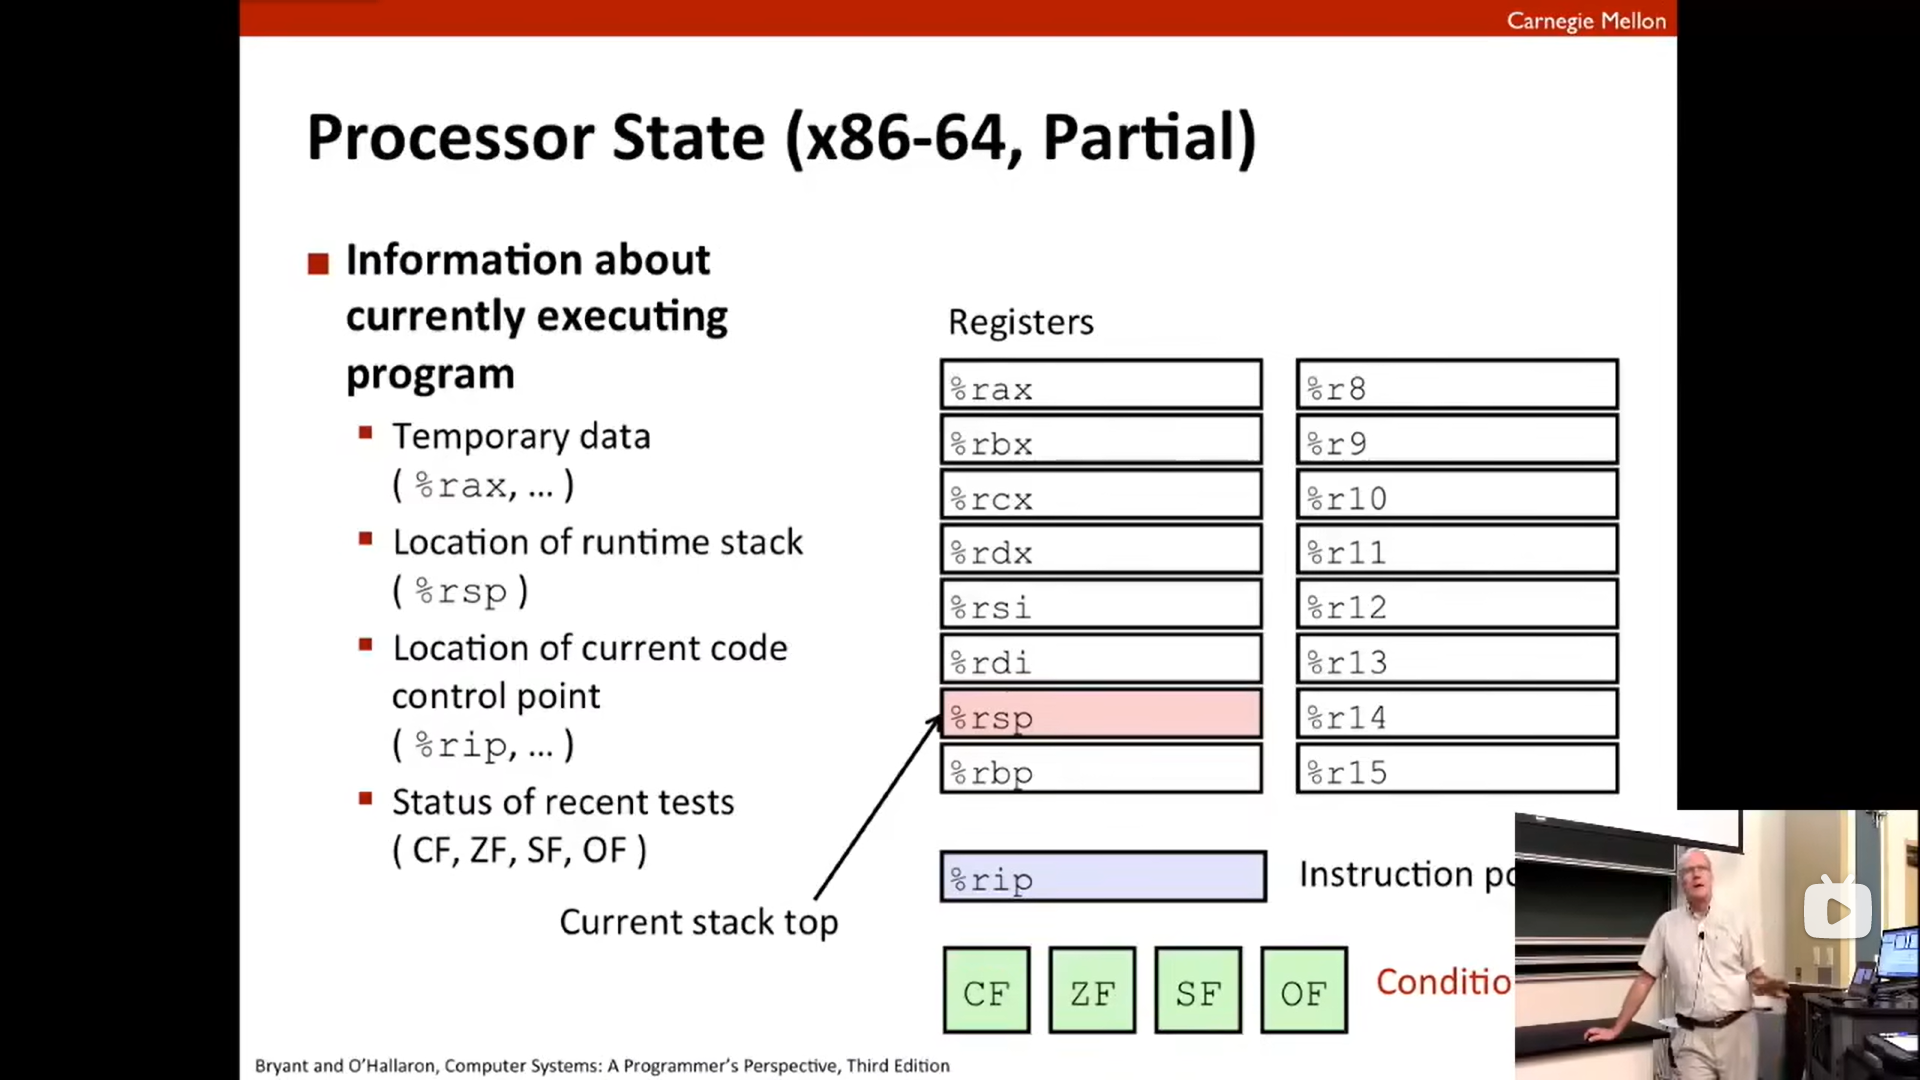 Carnegie Mellon
Processor State (x86-64, Partial)
Information about
currently executing
program
Temporary data
( %rax, … )
Location of runtime stack
( %rsp )
Location of current code
control point
( %rip, … )
Status of recent tests
( CF, ZF, SF, OF )
Current stack top
Registers
%rax
%rbx
%rcx
%rdx
%rsi
%rdi
%rsp
%rbp
%r8
%r9
%r10
%r11
%r12
%r13
%r14
%r15
%rip
Instruction po
CF ZF SF OF
Conditio
Bryant and O'Hallaron, Computer Systems: A Programmer's Perspective, Third Edition